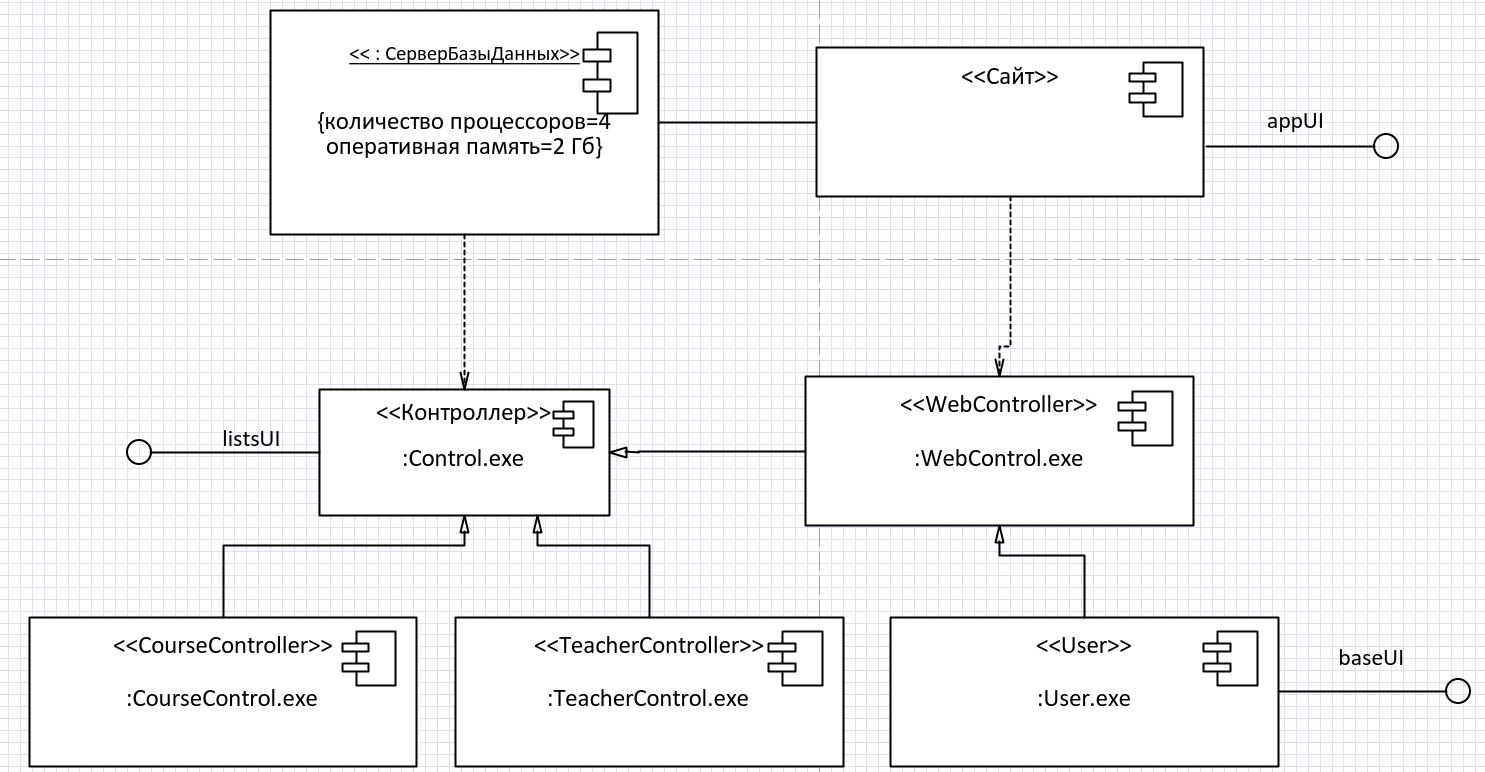 << : СерверБазыДанных>>
{количество процессоров=4
оперативная память=2 Гб}
<<Сайт>>
appUI
<<Контроллер>>
:Control.exe
listsUI
<<WebController>>
:WebControl.exe
<<CourseController>>
:CourseControl.exe
<<TeacherController>>
:TeacherControl.exe
<<User>>
:User.exe
baseUI